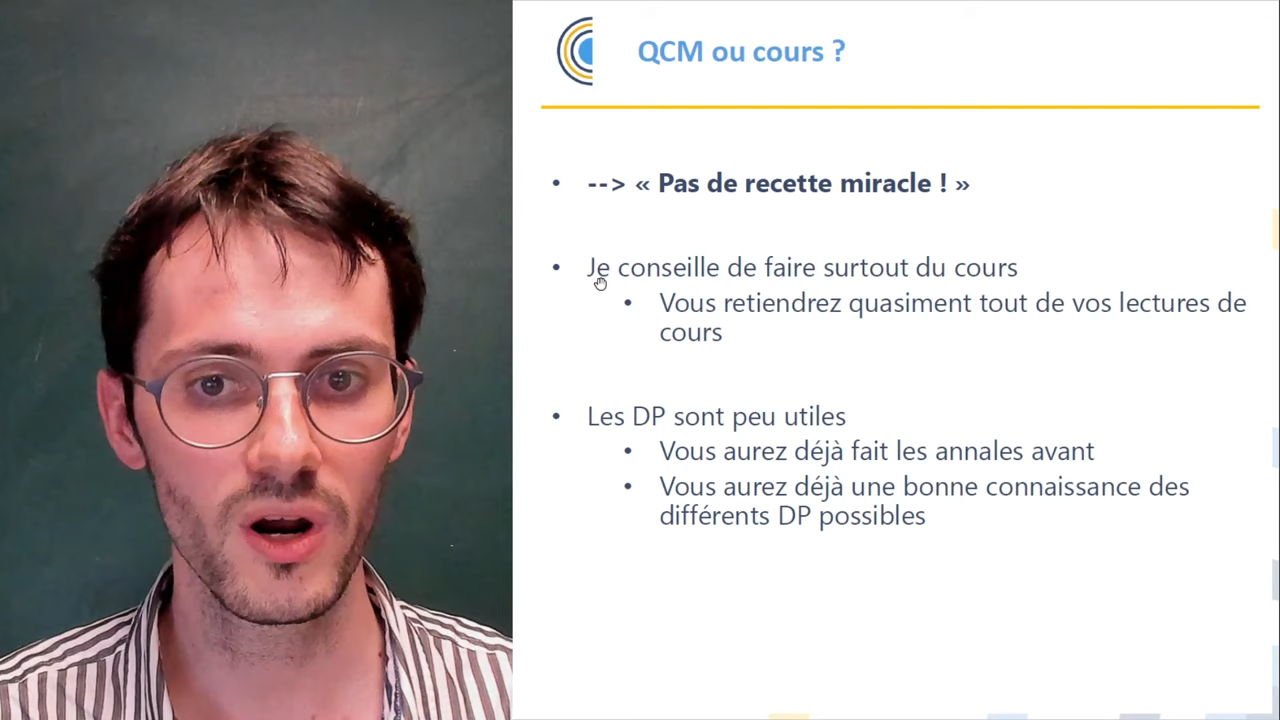 QCM ou cours ?
• --> « Pas de recette miracle ! »
• Je conseille de faire surtout du cours
• Vous retiendrez quasiment tout de vos lectures de
cours
• Les DP sont peu utiles
• Vous aurez déjà fait les annales avant
• Vous aurez déjà une bonne connaissance des
différents DP possibles